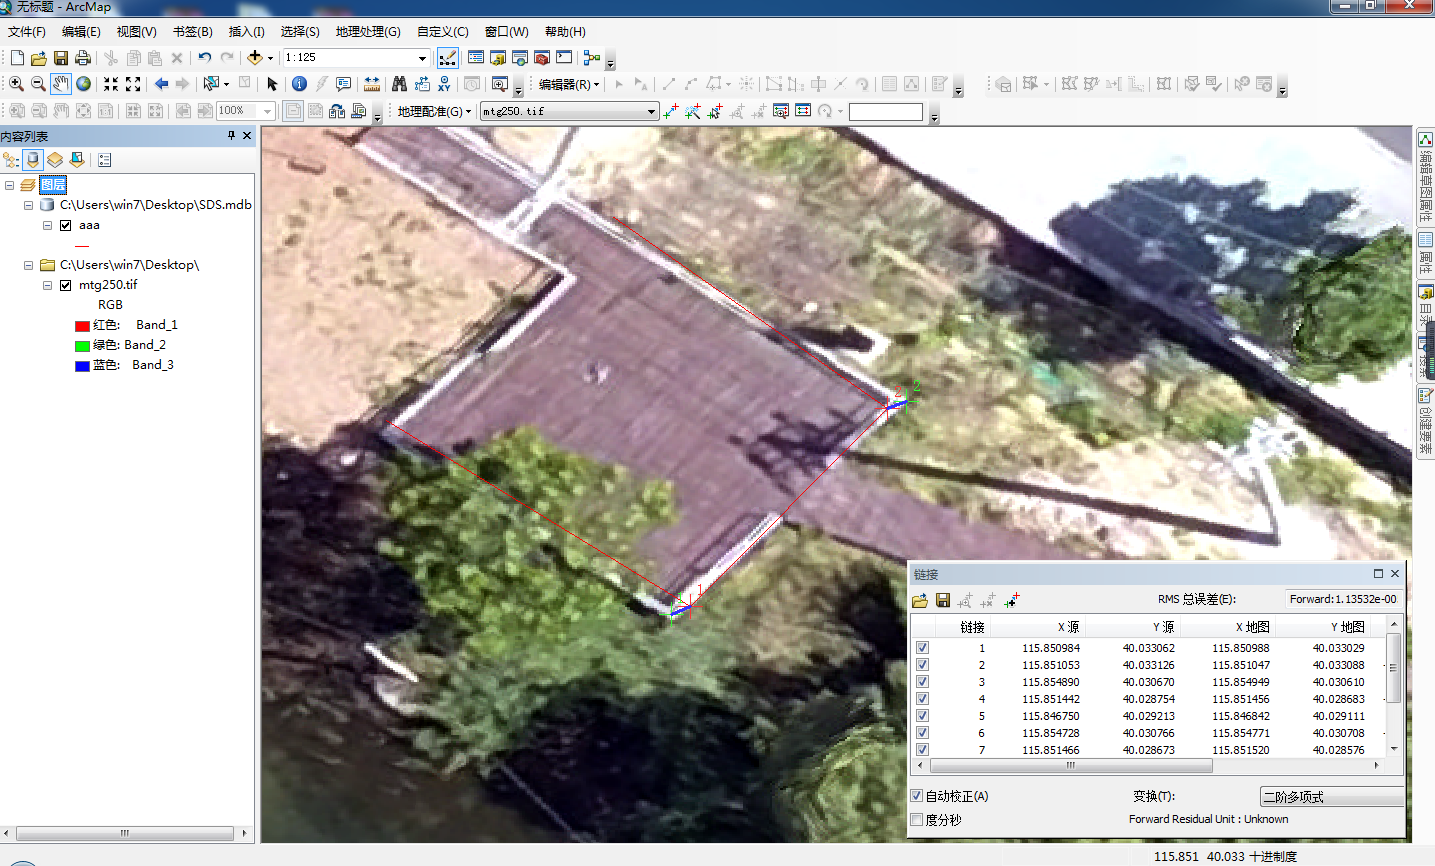 无标题 - ArcMap
文件(F) 编辑(E) 视图(V) 书签(B) 插入(I) 选择(S) 地理处理(G) 自定义(C) 窗口(W) 帮助(H)
1:125
编辑器(R)
100% 地理配准(G) mtg250.tif
内容列表
图层
C:\Users\win7\Desktop\SDS.mdb
aaa
C:\Users\win7\Desktop\
mtg250.tif
RGB
红色: Band_1
绿色: Band_2
蓝色: Band_3
2 2
1
编辑草图属性
属性
目录
创建要素
链接
RMS 总误差(E): Forward:1.13532e-00
链接 X 源 Y 源 X 地图 Y 地图
1 115.850984 40.033062 115.850988 40.033029
2 115.851053 40.033126 115.851047 40.033088
3 115.854890 40.030670 115.854949 40.030610
4 115.851442 40.028754 115.851456 40.028683
5 115.846750 40.029213 115.846842 40.029111
6 115.854728 40.030766 115.854771 40.030708
7 115.851466 40.028673 115.851520 40.028576
自动校正(A) 变换(T): 二阶多项式
度分秒 Forward Residual Unit : Unknown
115.851 40.033 十进制度